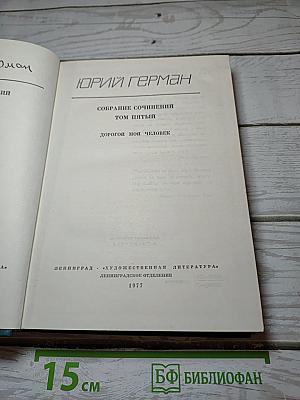 ЮРИЙ ГЕРМАН
СОБРАНИЕ СОЧИНЕНИЙ
ТОМ ПЯТЫЙ
ДОРОГОЙ МОЙ ЧЕЛОВЕК
ЛЕНИНГРАД · «ХУДОЖЕСТВЕННАЯ ЛИТЕРАТУРА»
ЛЕНИНГРАДСКОЕ ОТДЕЛЕНИЕ
1977
15 см
БФ БИБЛИОФАН